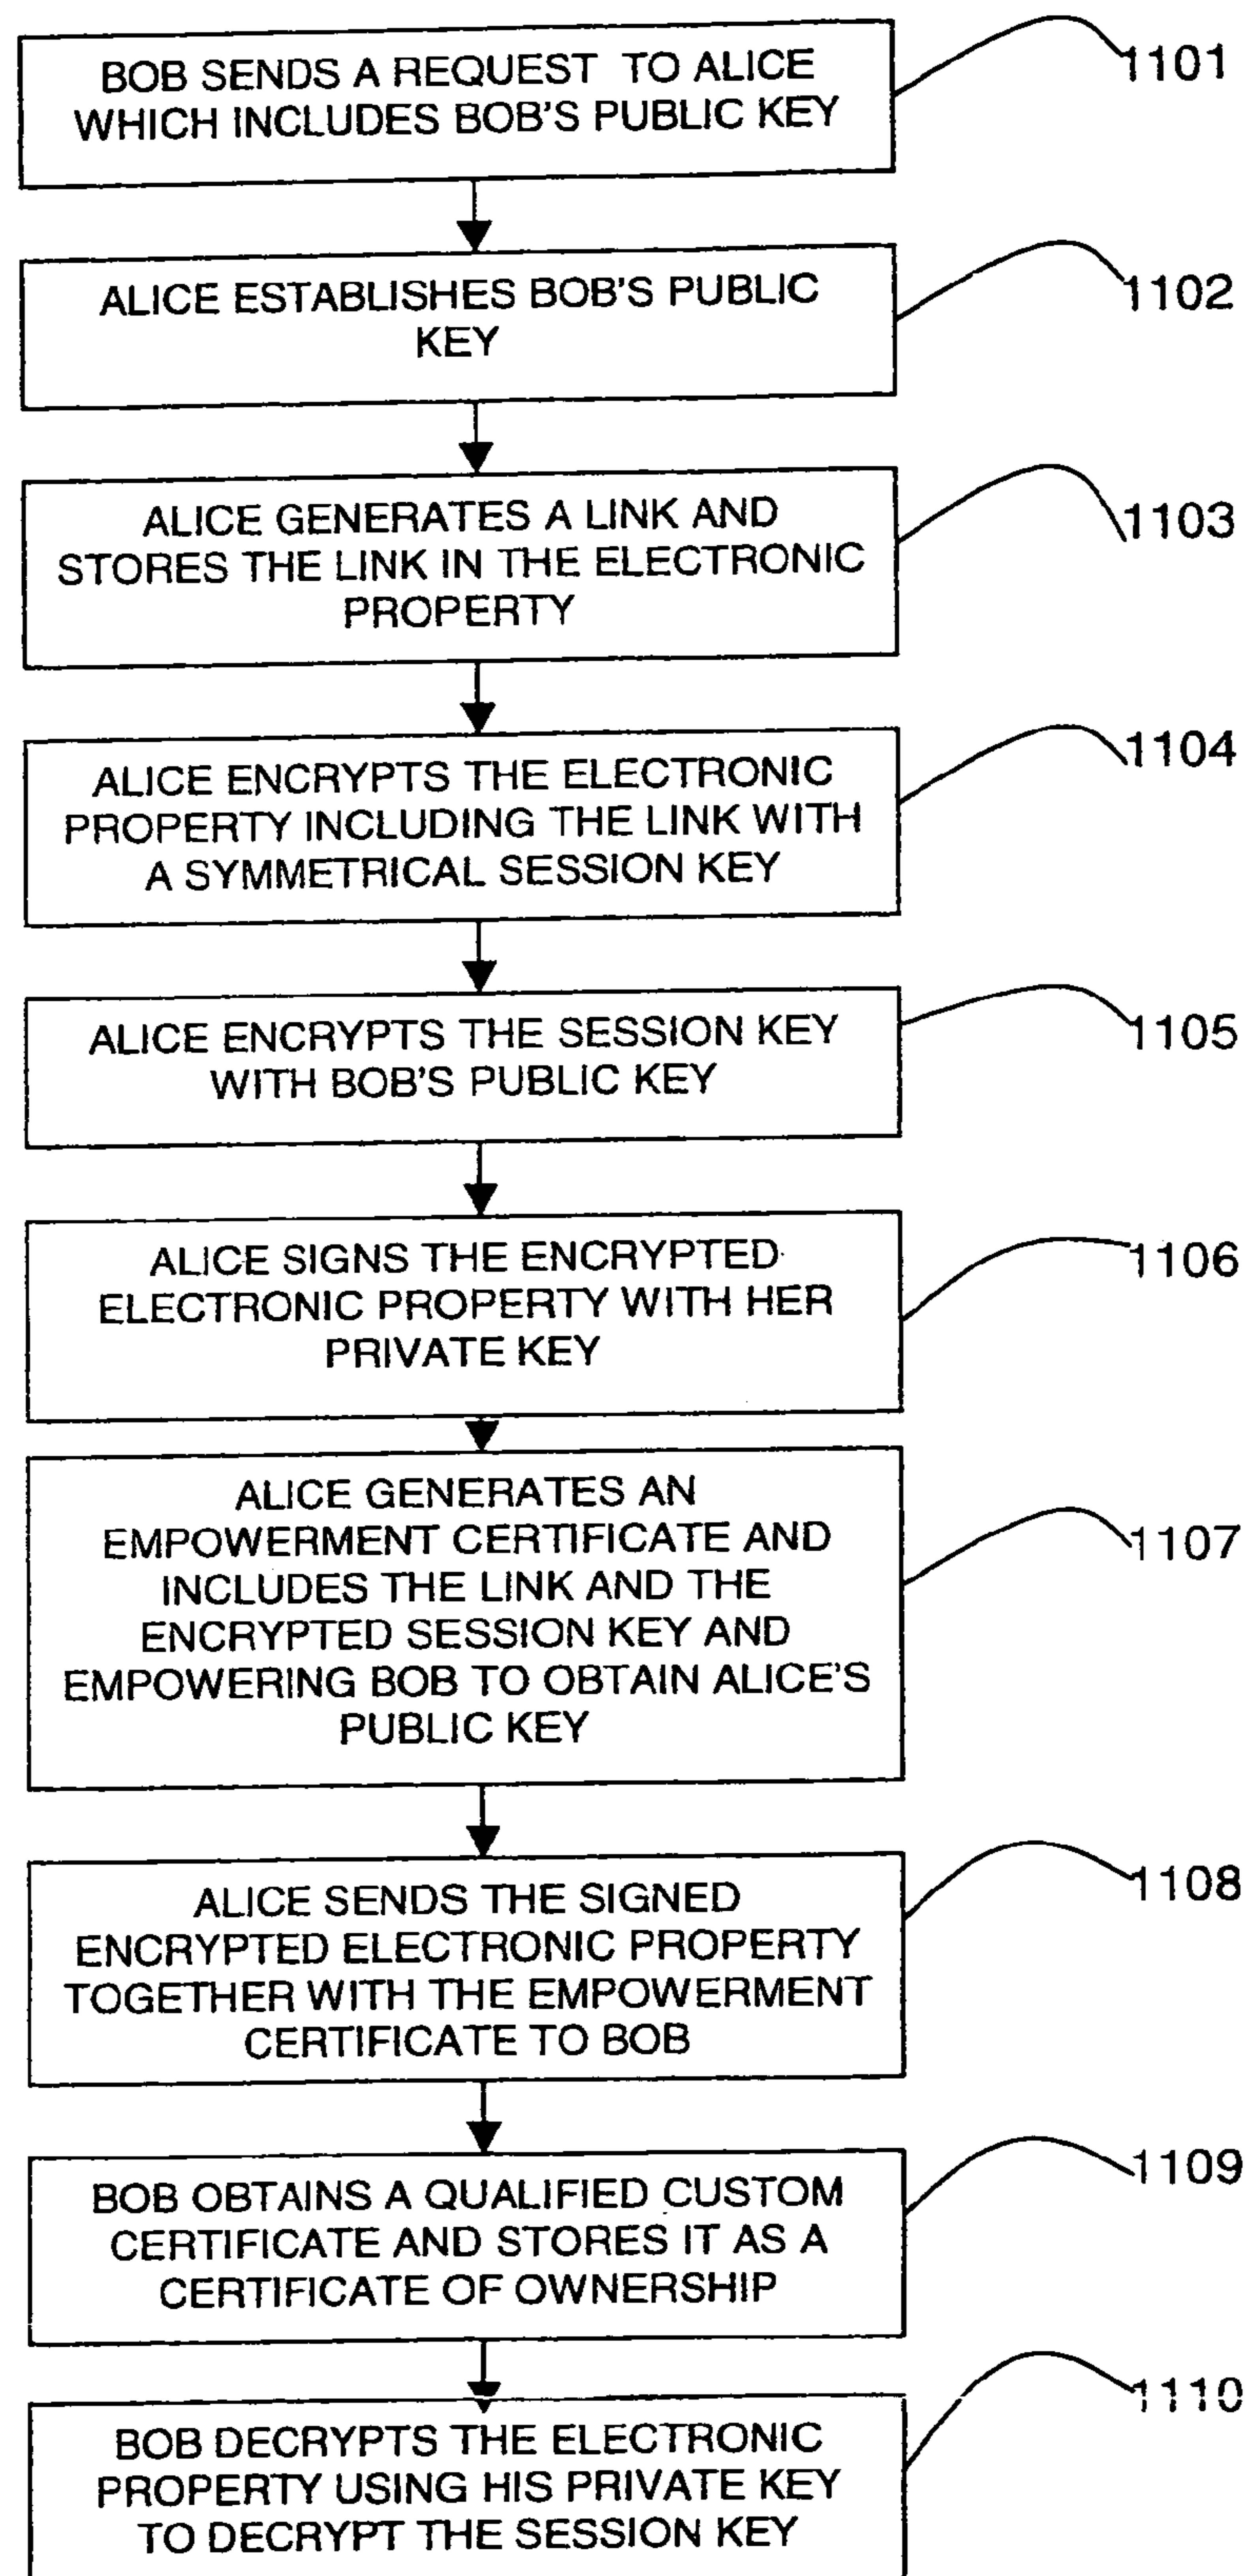 BOB SENDS A REQUEST TO ALICE
WHICH INCLUDES BOB'S PUBLIC KEY
1101
ALICE ESTABLISHES BOB'S PUBLIC
KEY
1102
ALICE GENERATES A LINK AND
STORES THE LINK IN THE ELECTRONIC
PROPERTY
1103
ALICE ENCRYPTS THE ELECTRONIC
PROPERTY INCLUDING THE LINK WITH
A SYMMETRICAL SESSION KEY
1104
ALICE ENCRYPTS THE SESSION KEY
WITH BOB'S PUBLIC KEY
1105
ALICE SIGNS THE ENCRYPTED
ELECTRONIC PROPERTY WITH HER
PRIVATE KEY
1106
ALICE GENERATES AN
EMPOWERMENT CERTIFICATE AND
INCLUDES THE LINK AND THE
ENCRYPTED SESSION KEY AND
EMPOWERING BOB TO OBTAIN ALICE'S
PUBLIC KEY
1107
ALICE SENDS THE SIGNED
ENCRYPTED ELECTRONIC PROPERTY
TOGETHER WITH THE EMPOWERMENT
CERTIFICATE TO BOB
1108
BOB OBTAINS A QUALIFIED CUSTOM
CERTIFICATE AND STORES IT AS A
CERTIFICATE OF OWNERSHIP
1109
BOB DECRYPTS THE ELECTRONIC
PROPERTY USING HIS PRIVATE KEY
TO DECRYPT THE SESSION KEY
1110